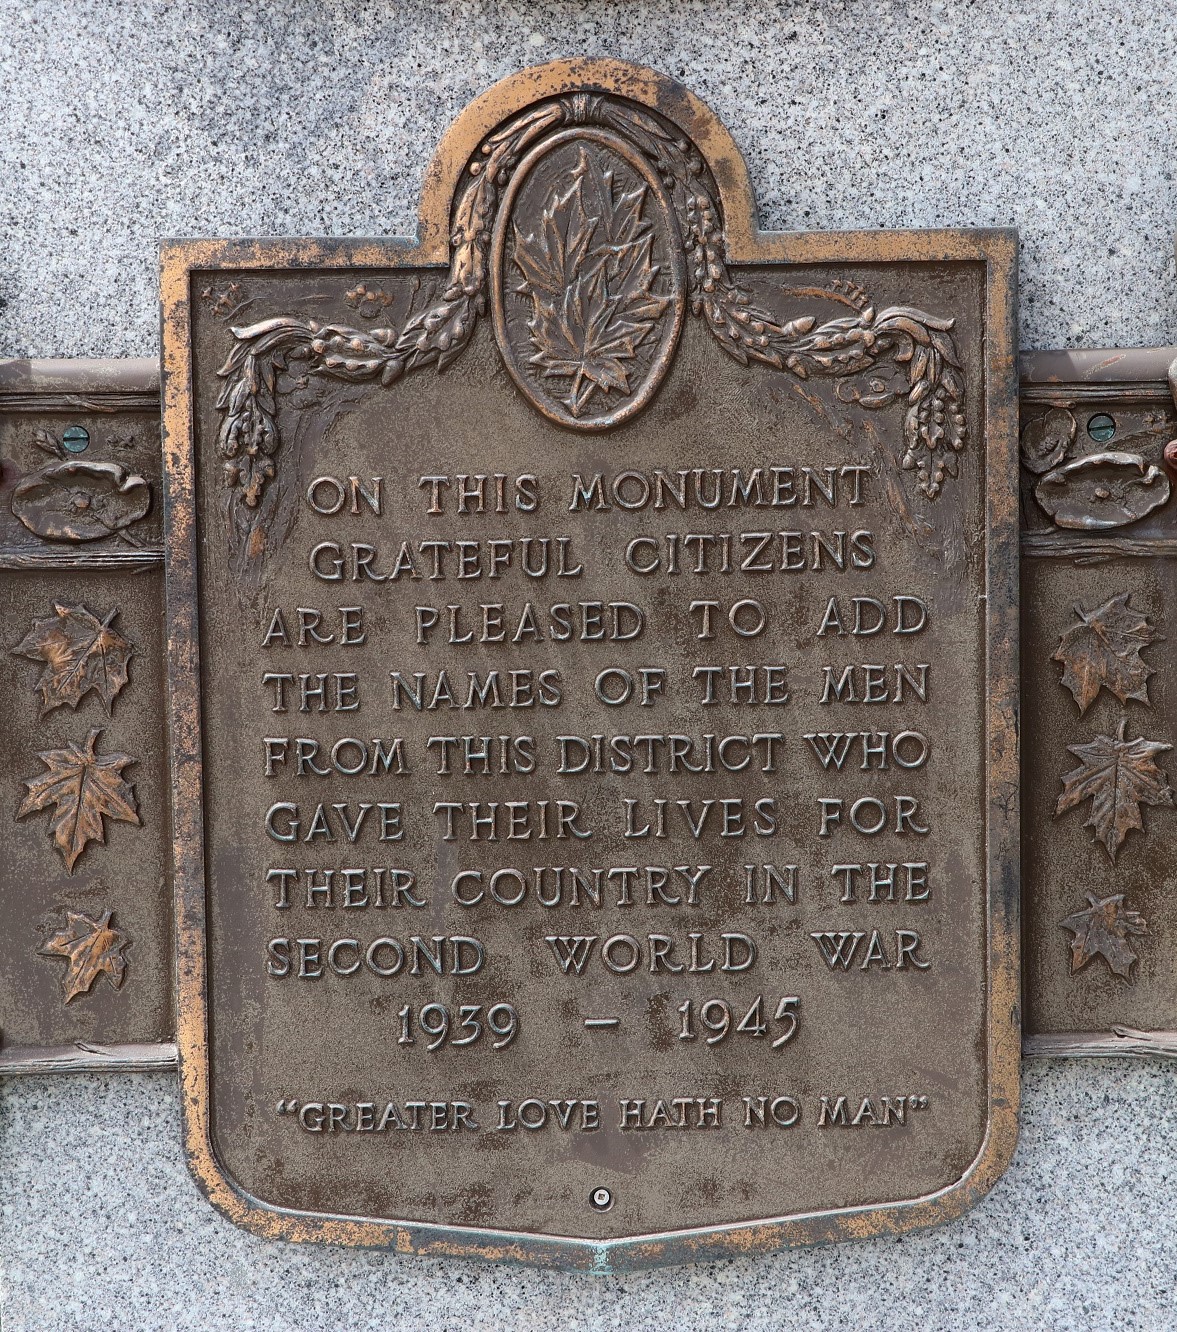 ON THIS MONUMENT
GRATEFUL CITIZENS
ARE PLEASED TO ADD
THE NAMES OF THE MEN
FROM THIS DISTRICT WHO
GAVE THEIR LIVES FOR
THEIR COUNTRY IN THE
SECOND WORLD WAR
1939 – 1945
"GREATER LOVE HATH NO MAN"